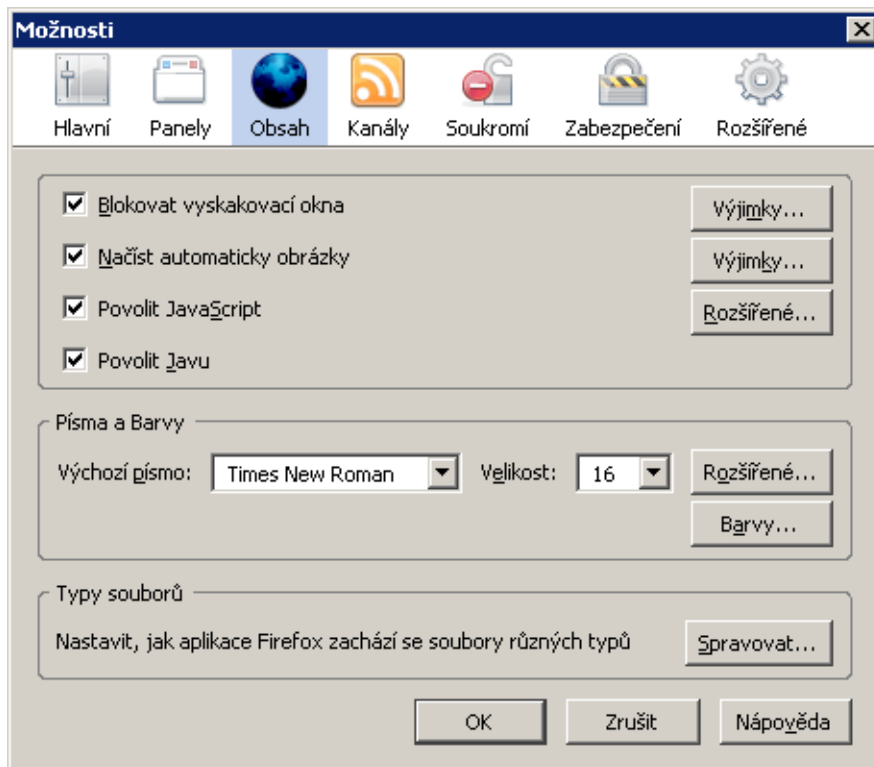 Možnosti
Hlavní Panely Obsah Kanály Soukromí Zabezpečení Rozšířené
Blokovat vyskakovací okna Výjimky...
Načíst automaticky obrázky Výjimky...
Povolit JavaScript Rozšířené...
Povolit Javu
Písma a Barvy
Výchozí písmo: Times New Roman Velikost: 16 Rozšířené...
Barvy...
Typy souborů
Nastavit, jak aplikace Firefox zachází se soubory různých typů Spravovat...
OK Zrušit Nápověda